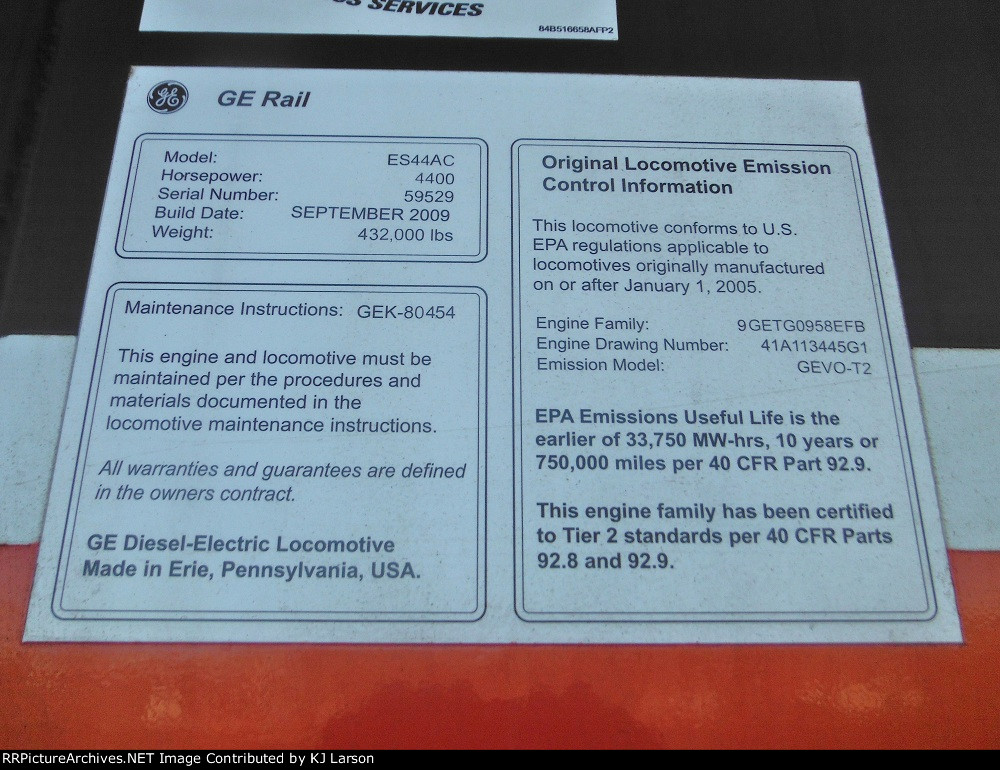 SERVICES
84B516658AFP2
GE GE Rail
Model: ES44AC
Horsepower: 4400
Serial Number: 59529
Build Date: SEPTEMBER 2009
Weight: 432,000 lbs
Maintenance Instructions: GEK-80454
This engine and locomotive must be
maintained per the procedures and
materials documented in the
locomotive maintenance instructions.
All warranties and guarantees are defined
in the owners contract.
GE Diesel-Electric Locomotive
Made in Erie, Pennsylvania, USA.
Original Locomotive Emission
Control Information
This locomotive conforms to U.S.
EPA regulations applicable to
locomotives originally manufactured
on or after January 1, 2005.
Engine Family: 9GETG0958EFB
Engine Drawing Number: 41A113445G1
Emission Model: GEVO-T2
EPA Emissions Useful Life is the
earlier of 33,750 MW-hrs, 10 years or
750,000 miles per 40 CFR Part 92.9.
This engine family has been certified
to Tier 2 standards per 40 CFR Parts
92.8 and 92.9.
RRPictureArchives.NET Image Contributed by KJ Larson